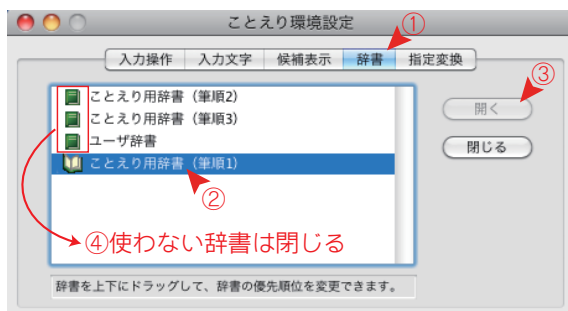 ことえり環境設定
①
入力操作 入力文字 候補表示 辞書 指定変換
③
ことえり用辞書（筆順2）
ことえり用辞書（筆順3）
ユーザ辞書
ことえり用辞書（筆順1）
②
開く
閉じる
④使わない辞書は閉じる
辞書を上下にドラッグして、辞書の優先順位を変更できます。